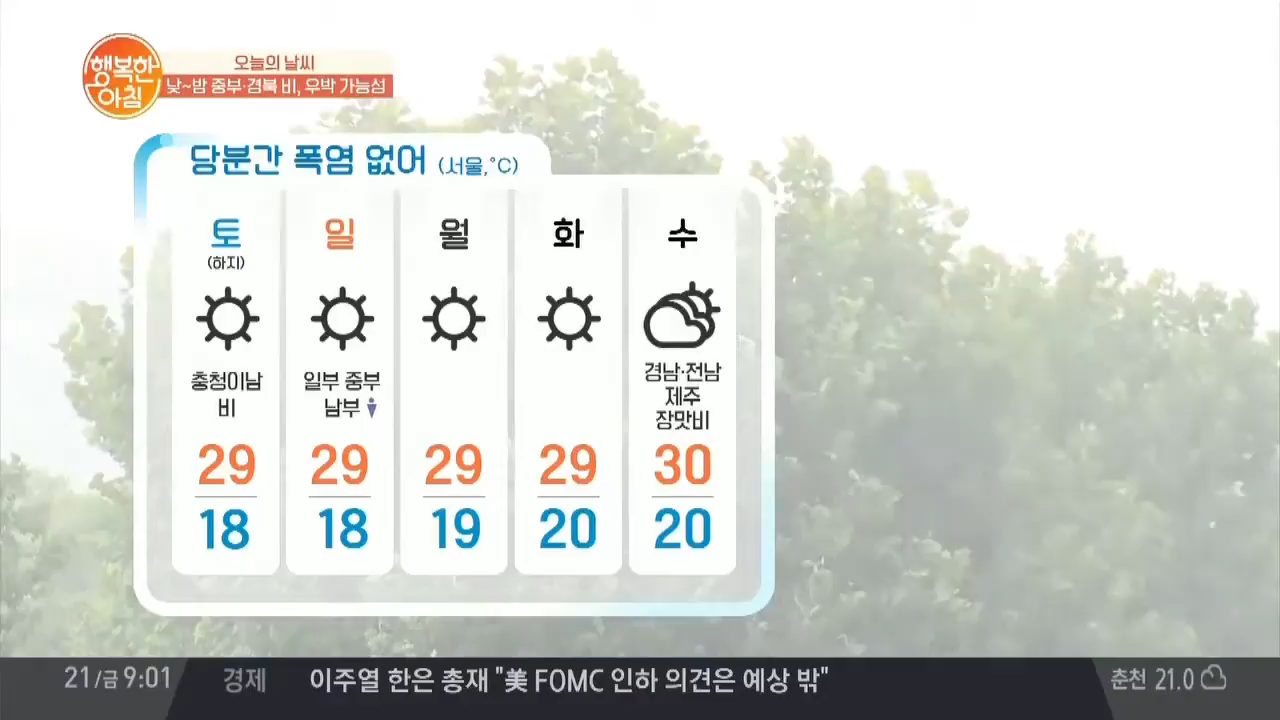 행복한
아침
오늘의 날씨
낮~밤 중부·경북 비, 우박 가능성
당분간 폭염 없어 (서울,°C)
토
(하지)
충청이남
비
29
18
일
일부 중부
남부
29
18
월
29
19
화
29
20
수
경남·전남
제주
장맛비
30
20
21/금 9:01
경제
이주열 한은 총재 "美 FOMC 인하 의견은 예상 밖"
춘천 21.0